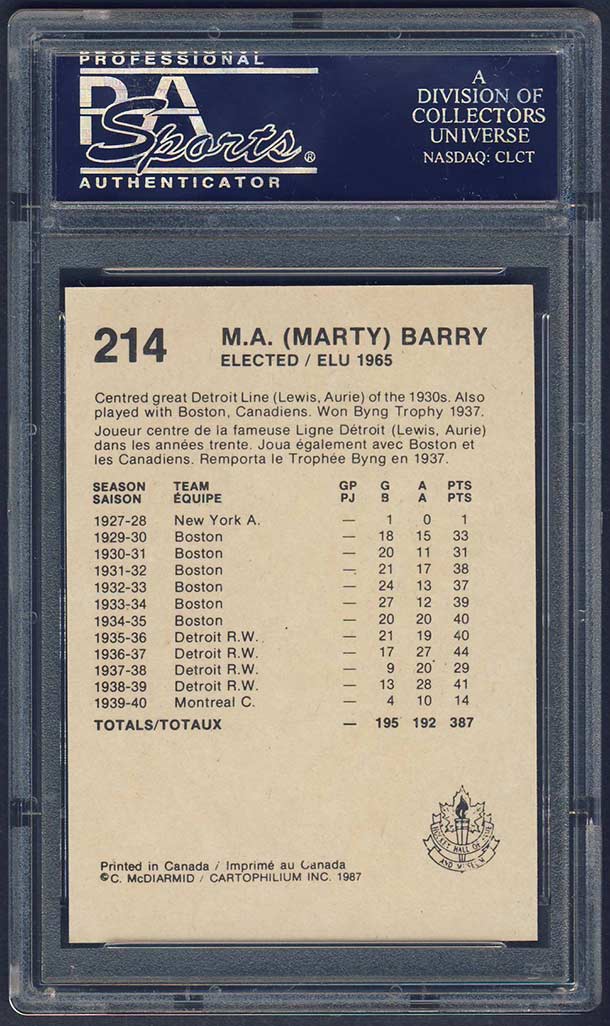 PROFESSIONAL
PSA
Sports®
AUTHENTICATOR
A
DIVISION OF
COLLECTORS
UNIVERSE
NASDAQ: CLCT
214 M.A. (MARTY) BARRY
ELECTED / ELU 1965
Centred great Detroit Line (Lewis, Aurie) of the 1930s. Also
played with Boston, Canadiens. Won Byng Trophy 1937.
Joueur centre de la fameuse Ligne Détroit (Lewis, Aurie)
dans les années trente. Joua également avec Boston et
les Canadiens. Remporta le Trophée Byng en 1937.
SEASON TEAM GP G A PTS
SAISON ÉQUIPE PJ B A PTS
1927-28 New York A. — 1 0 1
1929-30 Boston — 18 15 33
1930-31 Boston — 20 11 31
1931-32 Boston — 21 17 38
1932-33 Boston — 24 13 37
1933-34 Boston — 27 12 39
1934-35 Boston — 20 20 40
1935-36 Detroit R.W. — 21 19 40
1936-37 Detroit R.W. — 17 27 44
1937-38 Detroit R.W. — 9 20 29
1938-39 Detroit R.W. — 13 28 41
1939-40 Montreal C. — 4 10 14
TOTALS/TOTAUX — 195 192 387
HOCKEY HALL OF FAME
AND MUSEUM
Printed in Canada / Imprimé au Canada
©C. McDIARMID / CARTOPHILIUM INC. 1987